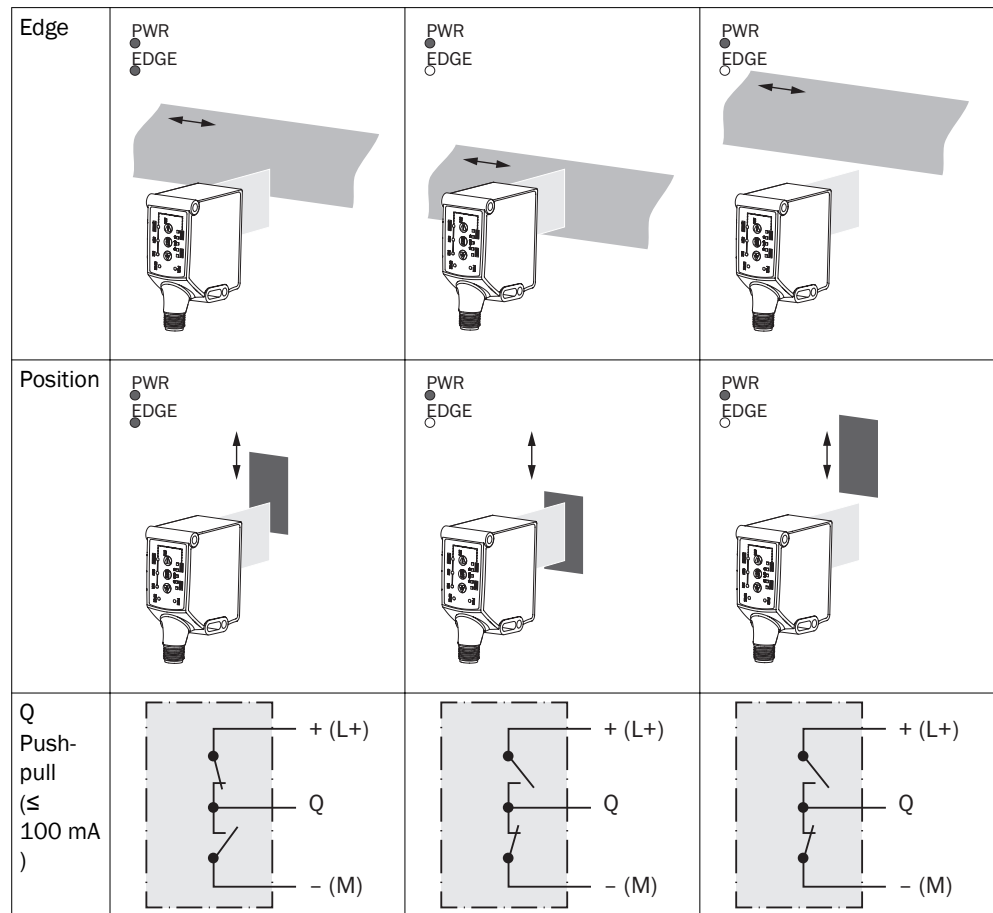 Edge
PWR
EDGE
PWR
EDGE
PWR
EDGE
Position
PWR
EDGE
PWR
EDGE
PWR
EDGE
Q
Push-
pull
(≤
100 mA
)
+ (L+)
Q
– (M)
+ (L+)
Q
– (M)
+ (L+)
Q
– (M)